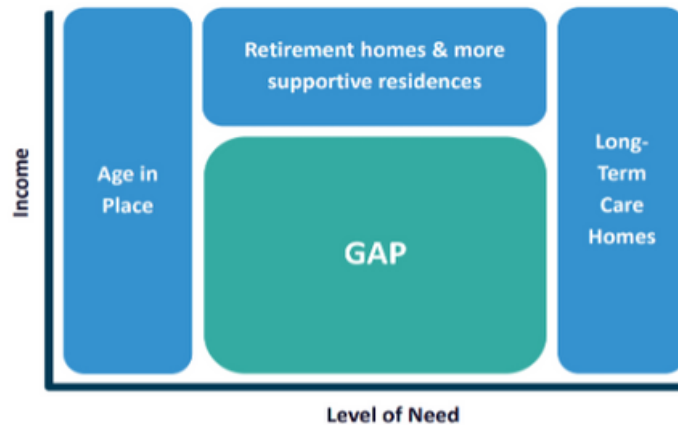 Income
Age in
Place
Retirement homes & more
supportive residences
GAP
Long-
Term
Care
Homes
Level of Need